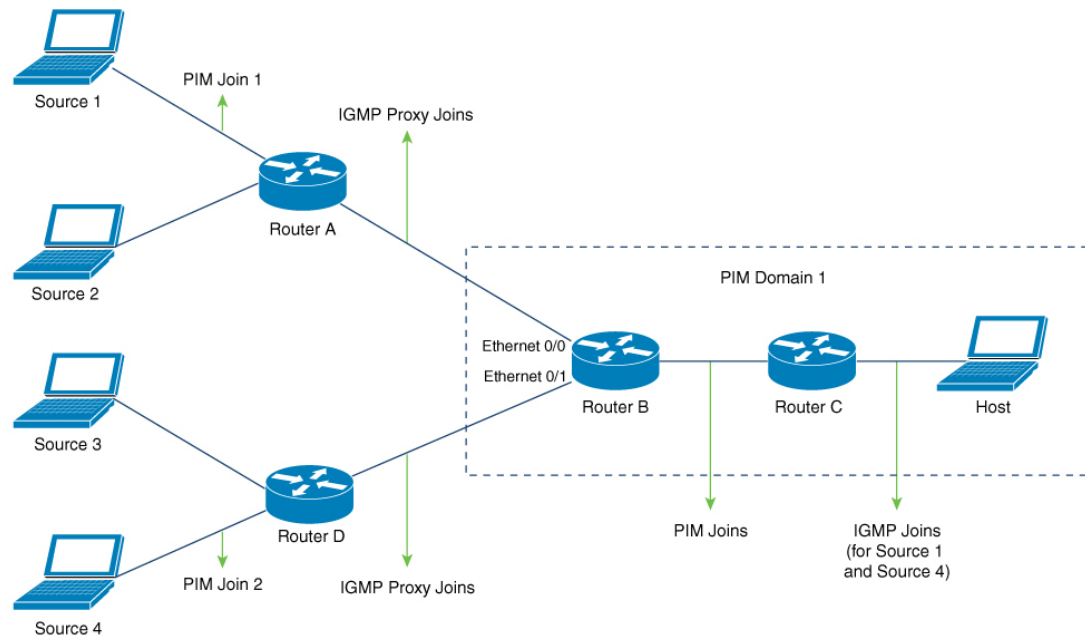 PIM Join 1
Source 1
IGMP Proxy Joins
Router A
Source 2
PIM Domain 1
Ethernet 0/0
Ethernet 0/1
Router B
Router C
Host
Source 3
Router D
PIM Joins
IGMP Joins
(for Source 1
and Source 4)
PIM Join 2
IGMP Proxy Joins
Source 4